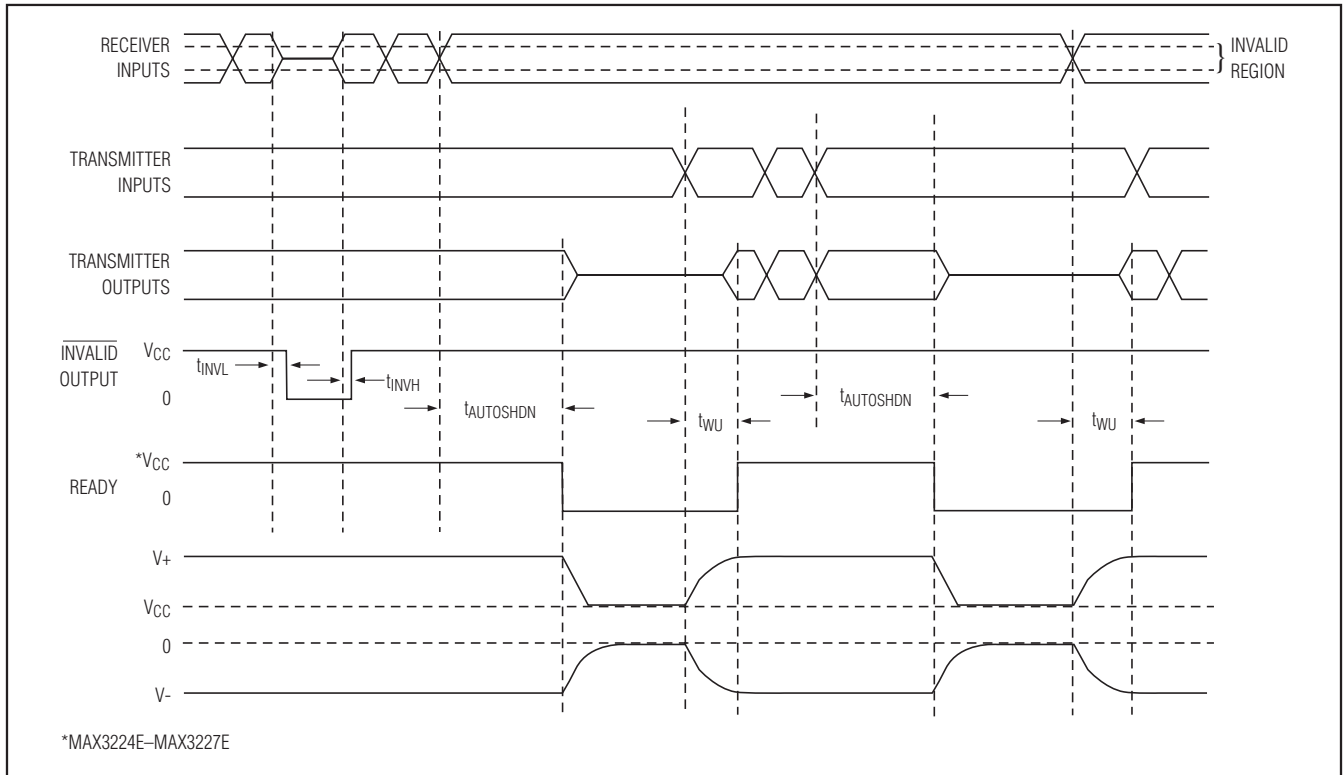 RECEIVER
INPUTS
INVALID
REGION
TRANSMITTER
INPUTS
TRANSMITTER
OUTPUTS
INVALID
OUTPUT
VCC
0
tINVL
tINVH
tAUTOSHDN
tWU
tAUTOSHDN
tWU
READY
*VCC
0
V+
VCC
0
V-
*MAX3224E–MAX3227E